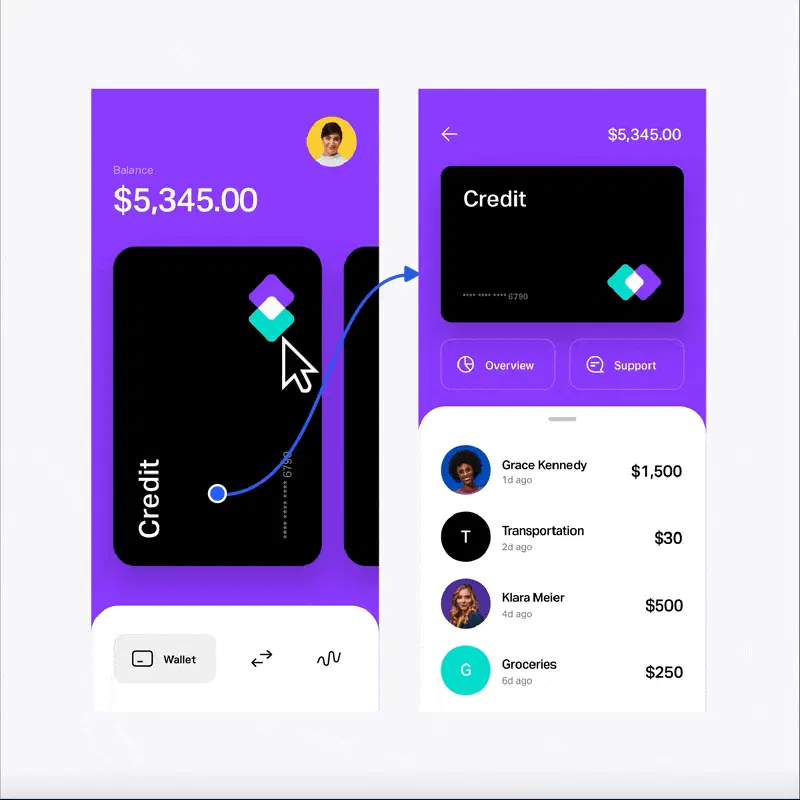 Balance
$5,345.00
Credit
**** **** **** 6790
Wallet
$5,345.00
Credit
**** **** **** 6790
Overview
Support
Grace Kennedy
1d ago
$1,500
T
Transportation
2d ago
$30
Klara Meier
4d ago
$500
G
Groceries
6d ago
$250